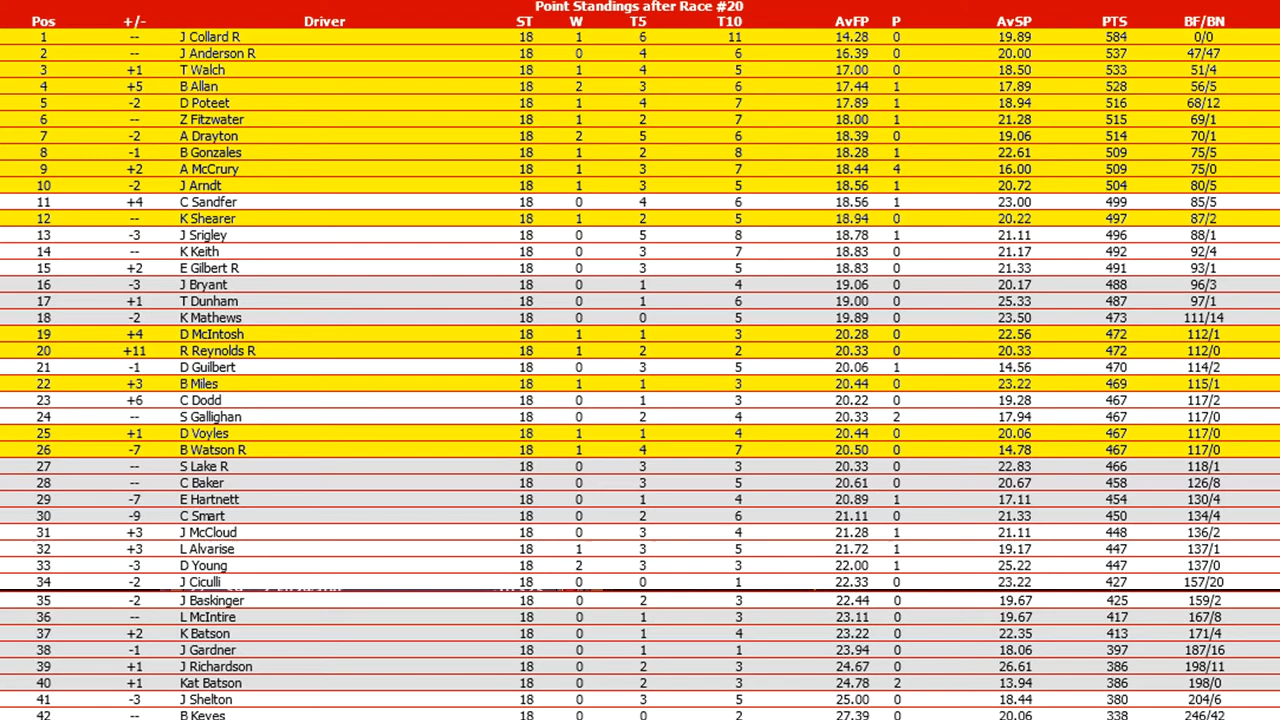 Point Standings after Race #20
Pos +/- Driver ST W T5 T10 AvFP P AvSP PTS BF/BN
1 -- J Collard R 18 1 6 11 14.28 0 19.89 584 0/0
2 -- J Anderson R 18 0 4 6 16.39 0 20.00 537 47/47
3 +1 T Walch 18 1 4 5 17.00 0 18.50 533 51/4
4 +5 B Allan 18 2 3 6 17.44 1 17.89 528 56/5
5 -2 D Poteet 18 1 4 7 17.89 1 18.94 516 68/12
6 -- Z Fitzwater 18 1 2 7 18.00 1 21.28 515 69/1
7 -2 A Drayton 18 2 5 6 18.39 0 19.06 514 70/1
8 -1 B Gonzales 18 1 2 8 18.28 1 22.61 509 75/5
9 +2 A McCrury 18 1 3 7 18.44 4 16.00 509 75/0
10 -2 J Arndt 18 1 3 5 18.56 1 20.72 504 80/5
11 +4 C Sandfer 18 0 4 6 18.56 1 23.00 499 85/5
12 -- K Shearer 18 1 2 5 18.94 0 20.22 497 87/2
13 -3 J Srigley 18 0 5 8 18.78 1 21.11 496 88/1
14 -- K Keith 18 0 3 7 18.83 0 21.17 492 92/4
15 +2 E Gilbert R 18 0 3 5 18.83 0 21.33 491 93/1
16 -3 J Bryant 18 0 1 4 19.06 0 20.17 488 96/3
17 +1 T Dunham 18 0 1 6 19.00 0 25.33 487 97/1
18 -2 K Mathews 18 0 0 5 19.89 0 23.50 473 111/14
19 +4 D McIntosh 18 1 1 3 20.28 0 22.56 472 112/1
20 +11 R Reynolds R 18 1 2 2 20.33 0 20.33 472 112/0
21 -1 D Guilbert 18 0 3 5 20.06 1 14.56 470 114/2
22 +3 B Miles 18 1 1 3 20.44 0 23.22 469 115/1
23 +6 C Dodd 18 0 1 3 20.22 0 19.28 467 117/2
24 -- S Gallighan 18 0 2 4 20.33 2 17.94 467 117/0
25 +1 D Voyles 18 1 1 4 20.44 0 20.06 467 117/0
26 -7 B Watson R 18 1 4 7 20.50 0 14.78 467 117/0
27 -- S Lake R 18 0 3 3 20.33 0 22.83 466 118/1
28 -- C Baker 18 0 3 5 20.61 0 20.67 458 126/8
29 -7 E Hartnett 18 0 1 4 20.89 1 17.11 454 130/4
30 -9 C Smart 18 0 2 6 21.11 0 21.33 450 134/4
31 +3 J McCloud 18 0 3 4 21.28 1 21.11 448 136/2
32 +3 L Alvarise 18 1 3 5 21.72 1 19.17 447 137/1
33 -3 D Young 18 2 3 3 22.00 1 25.22 447 137/0
34 -2 J Ciculli 18 0 0 1 22.33 0 23.22 427 157/20
35 -2 J Baskinger 18 0 2 3 22.44 0 19.67 425 159/2
36 -- L McIntire 18 0 1 3 23.11 0 19.67 417 167/8
37 +2 K Batson 18 0 1 4 23.22 0 22.35 413 171/4
38 -1 J Gardner 18 0 1 1 23.94 0 18.06 397 187/16
39 +1 J Richardson 18 0 2 3 24.67 0 26.61 386 198/11
40 +1 Kat Batson 18 0 2 3 24.78 2 13.94 386 198/0
41 -3 J Shelton 18 0 3 5 25.00 0 18.44 380 204/6
42 -- B Keyes 18 0 0 2 27.39 0 20.06 338 246/42